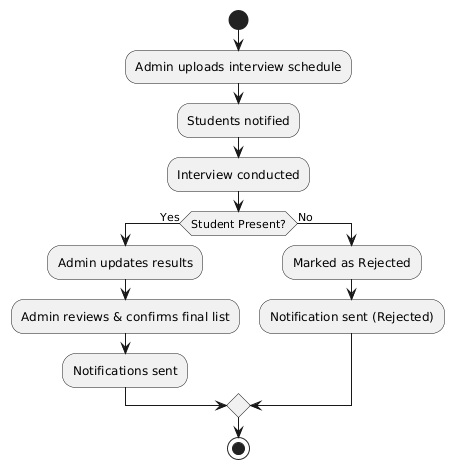 Admin uploads interview schedule
Students notified
Interview conducted
Student Present?
Yes
No
Admin updates results
Marked as Rejected
Admin reviews & confirms final list
Notification sent (Rejected)
Notifications sent